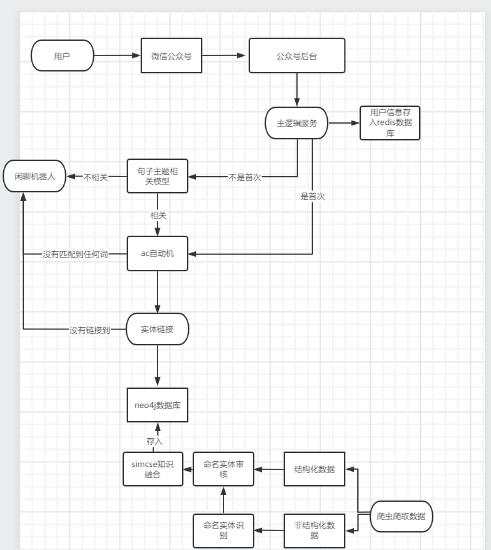 用户
微信公众号
公众号后台
主逻辑服务
用户信息存
入redis数据
库
句子主题相
关模型
不是首次
闲聊机器人
不相关
是首次
相关
没有匹配到任何词
ac自动机
没有链接到
实体链接
neo4j数据库
存入
simcse知识
融合
命名实体审
核
结构化数据
爬虫爬取数据
命名实体识
别
非结构化数
据